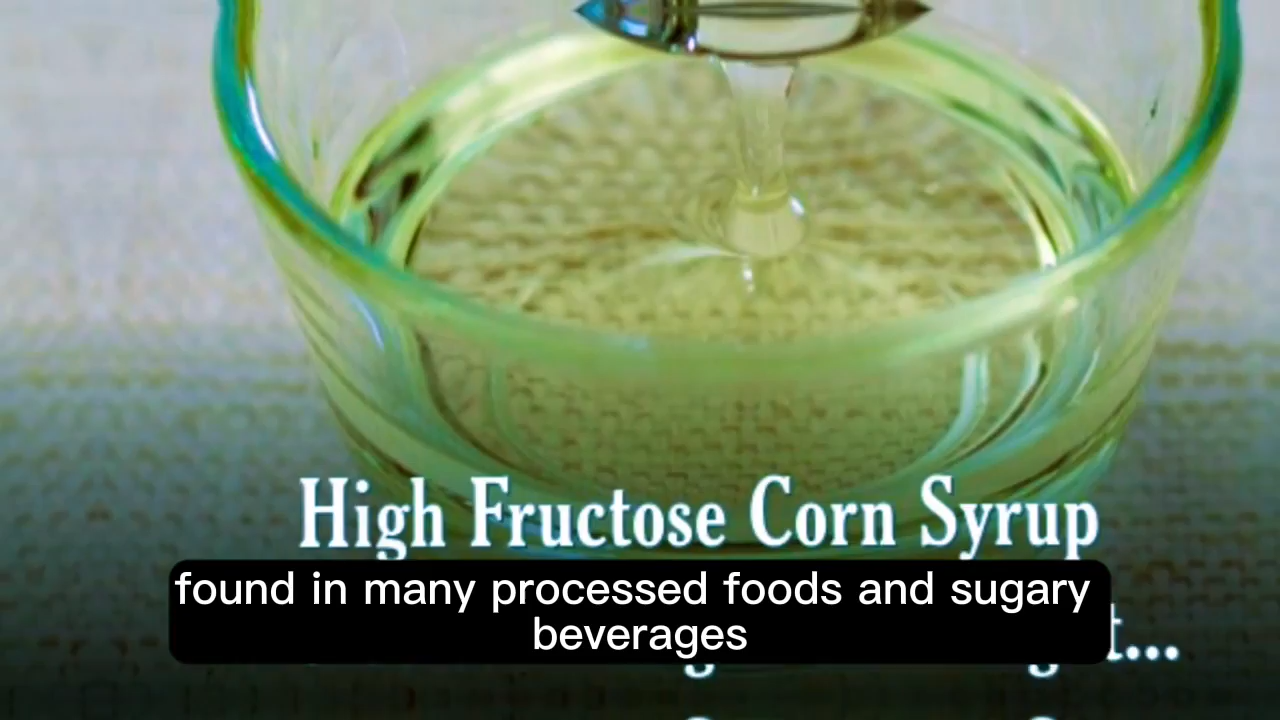 High Fructose Corn Syrup
found in many processed foods and sugary
beverages